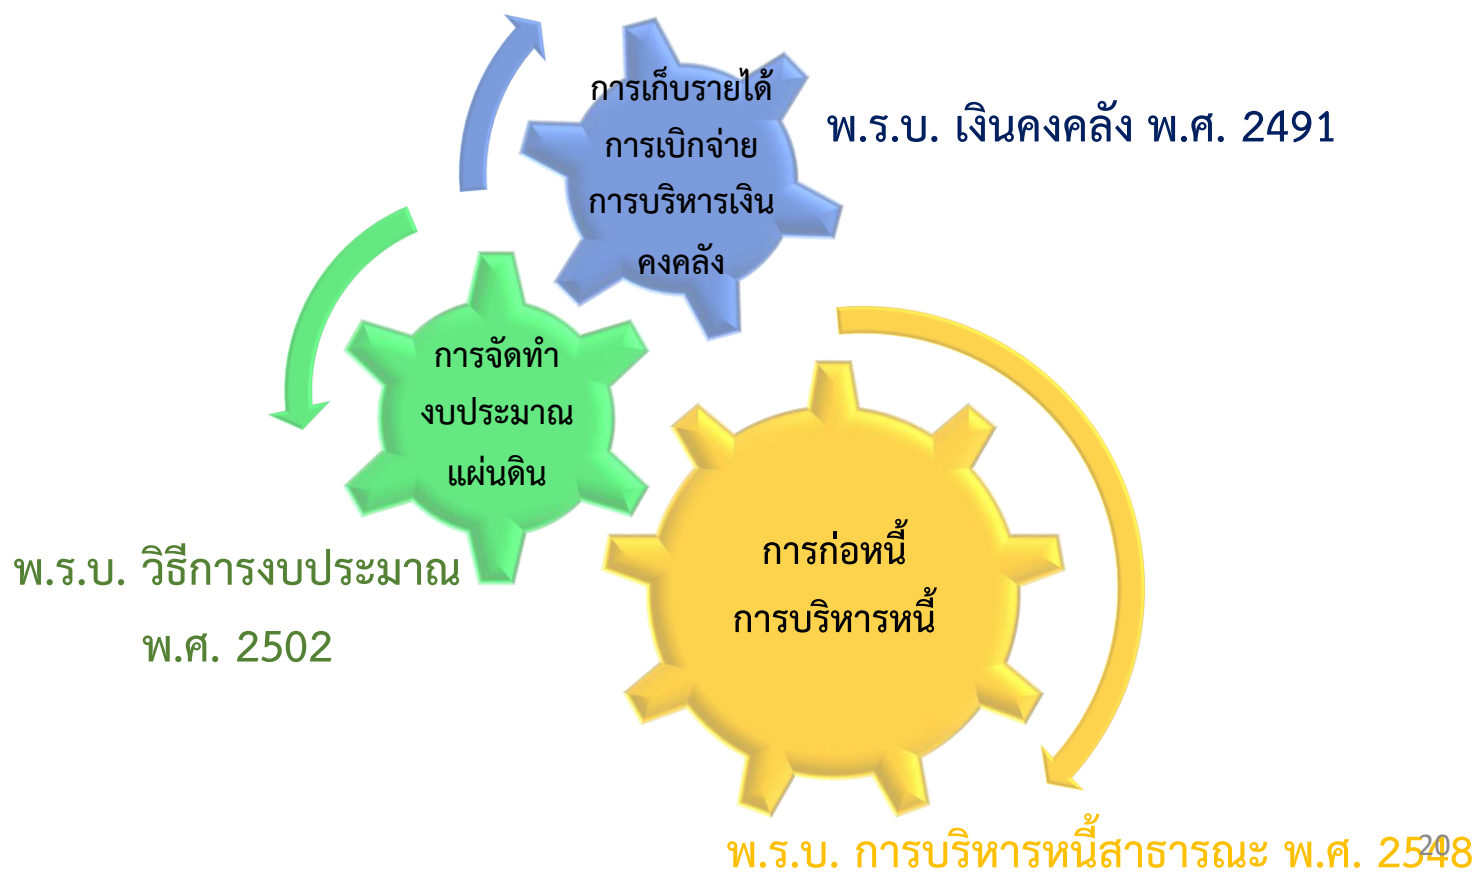 การเก็บรายได้
การเบิกจ่าย
การบริหารเงิน
คงคลัง
พ.ร.บ. เงินคงคลัง พ.ศ. 2491
การจัดทำ
งบประมาณ
แผ่นดิน
พ.ร.บ. วิธีการงบประมาณ
พ.ศ. 2502
การก่อหนี้
การบริหารหนี้
พ.ร.บ. การบริหารหนี้สาธารณะ พ.ศ. 2548
20